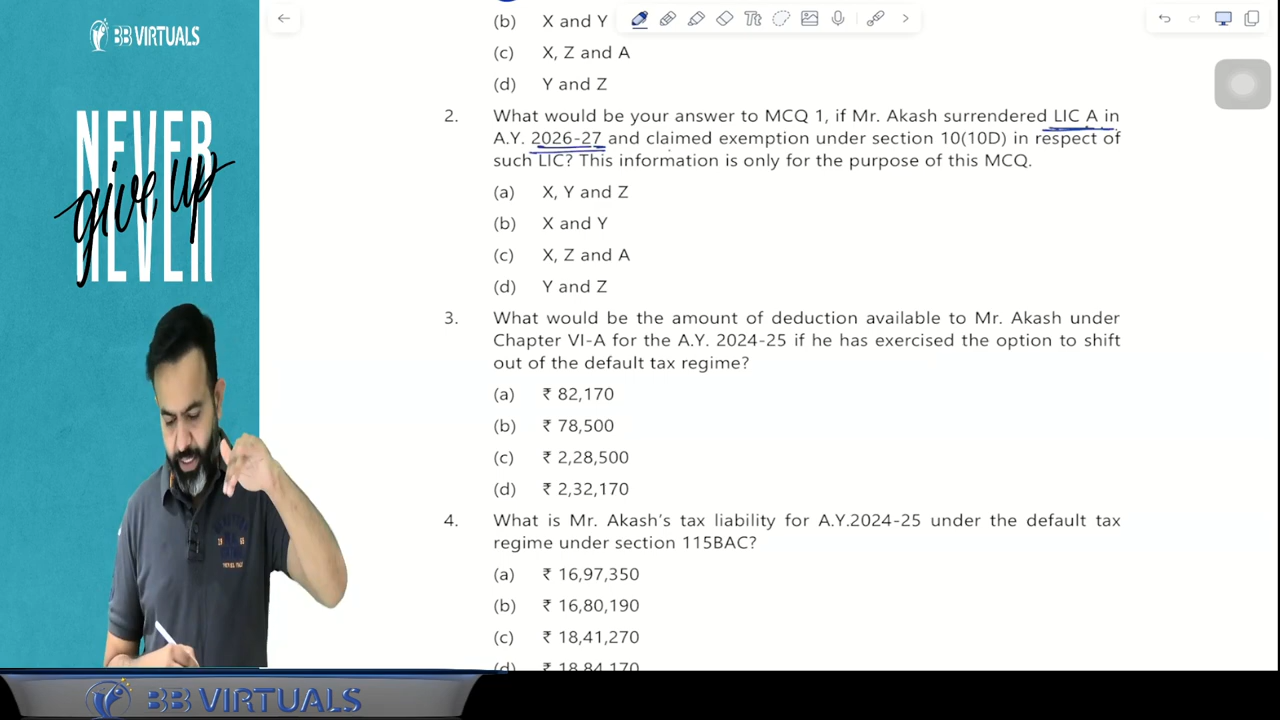 BB VIRTUALS
NEVER
give up
NEVER
(b) X and Y
Tt
(c) X, Z and A
(d) Y and Z
2. What would be your answer to MCQ 1, if Mr. Akash surrendered LIC A in
A.Y. 2026-27 and claimed exemption under section 10(10D) in respect of
such LIC? This information is only for the purpose of this MCQ.
(a) X, Y and Z
(b) X and Y
(c) X, Z and A
(d) Y and Z
3. What would be the amount of deduction available to Mr. Akash under
Chapter VI-A for the A.Y. 2024-25 if he has exercised the option to shift
out of the default tax regime?
(a) ₹ 82,170
(b) ₹ 78,500
(c) ₹ 2,28,500
(d) ₹ 2,32,170
4. What is Mr. Akash's tax liability for A.Y.2024-25 under the default tax
regime under section 115BAC?
(a) ₹ 16,97,350
(b) ₹ 16,80,190
(c) ₹ 18,41,270
(d) ₹ 18,84,170
BB VIRTUALS